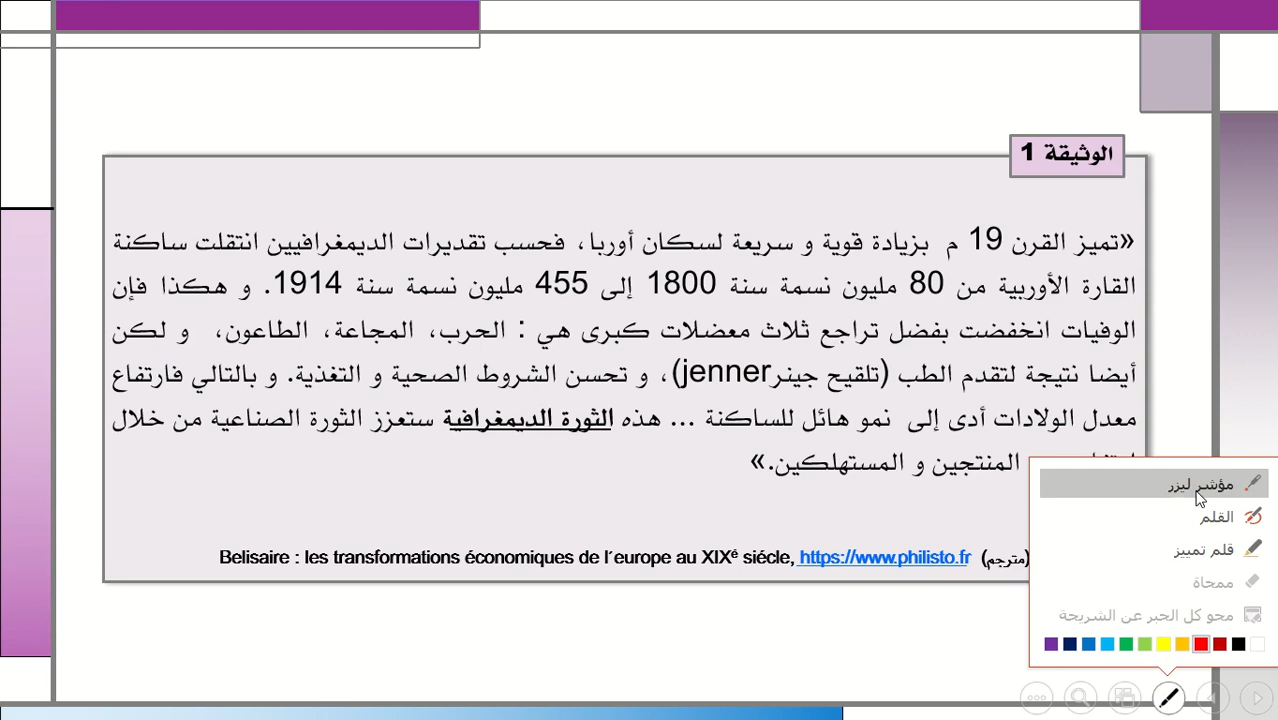 الوثيقة 1
«تميز القرن 19 م بزيادة قوية و سريعة لسكان أوربا، فحسب تقديرات الديمغرافيين انتقلت ساكنة
القارة الأوربية من 80 مليون نسمة سنة 1800 إلى 455 مليون نسمة سنة 1914. و هكذا فإن
الوفيات انخفضت بفضل تراجع ثلاث معضلات كبرى هي : الحرب، المجاعة، الطاعون، و لكن
أيضا نتيجة لتقدم الطب (تلقيح جينرjenner)، و تحسن الشروط الصحية و التغذية. و بالتالي فارتفاع
معدل الولادات أدى إلى نمو هائل للساكنة ... هذه الثورة الديمغرافية ستعزز الثورة الصناعية من خلال
المنتجين و المستهلكين.»
Belisaire : les transformations économiques de l´europe au XIXé siécle, https://www.philisto.fr (مترجم)
مؤشر ليزر
القلم
قلم تمييز
ممحاة
محو كل الحبر عن الشريحة